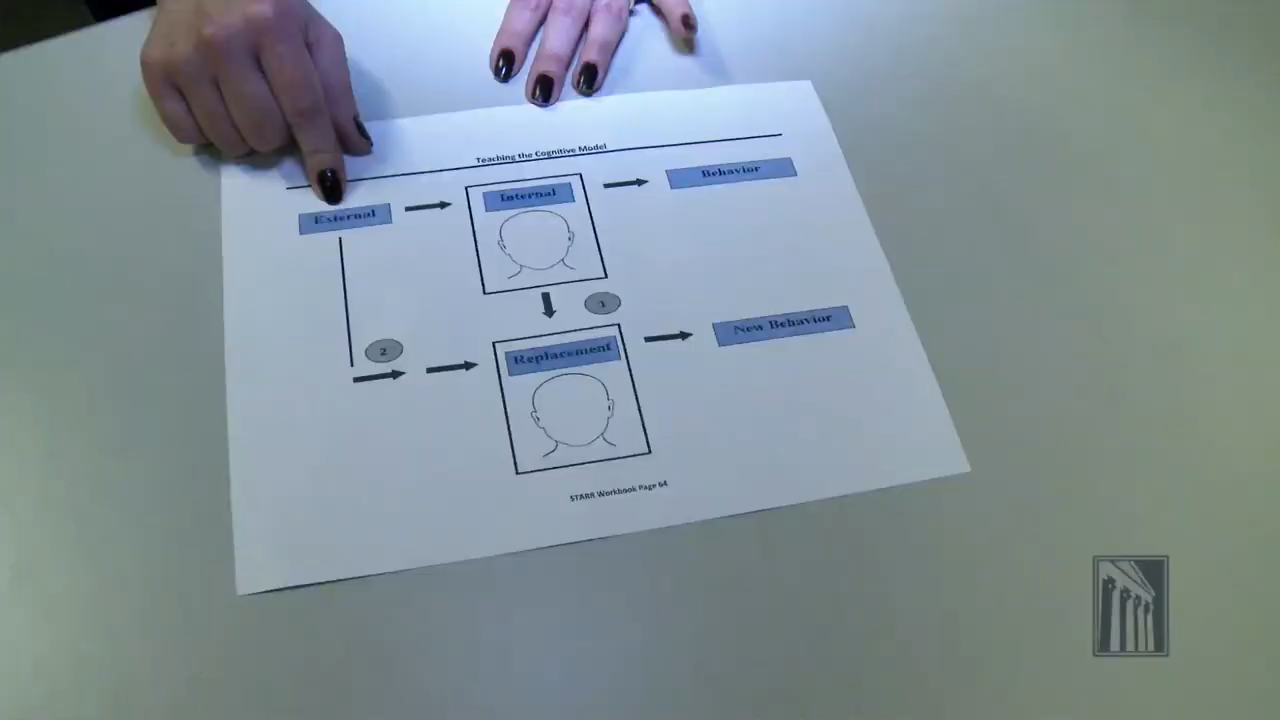 Teaching the Cognitive Model
External
Internal
Behavior
1
2
Replacement
New Behavior
STARR Workbook Page 64